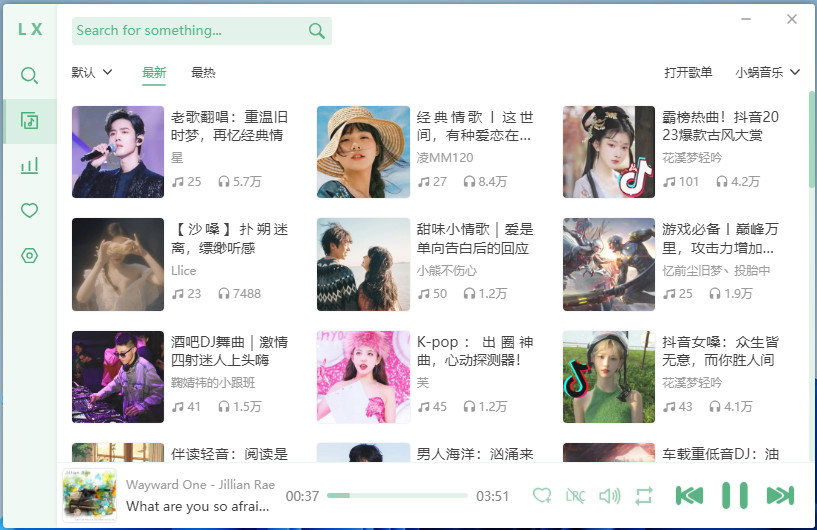 LX
Search for something...
默认
最新
最热
打开歌单
小蜗音乐
老歌翻唱：重温旧
时梦，再忆经典情
星
25
5.7万
经典情歌丨这世
间，有种爱恋在...
凌MM120
27
8.4万
霸榜热曲！抖音20
23爆款古风大赏
花溪梦轻吟
101
4.2万
【沙嗓】扑朔迷
离，缥缈听感
Llice
23
7488
甜味小情歌｜爱是
单向告白后的回应
小熊不伤心
50
1.2万
游戏必备丨巅峰万
里，攻击力增加...
忆前尘旧梦丶投胎中
25
1.9万
酒吧DJ舞曲｜激情
四射迷人上头嗨
鞠婧祎的小跟班
41
1.5万
K-pop：出圈神
曲，心动探测器！
芙
45
1.2万
抖音女嗓：众生皆
无意，而你胜人间
花溪梦轻吟
43
4.1万
伴读轻音：阅读是
男人海洋：汹涌来
车载重低音DJ：油
Wayward One - Jillian Rae
What are you so afrai...
00:37
03:51
LRC